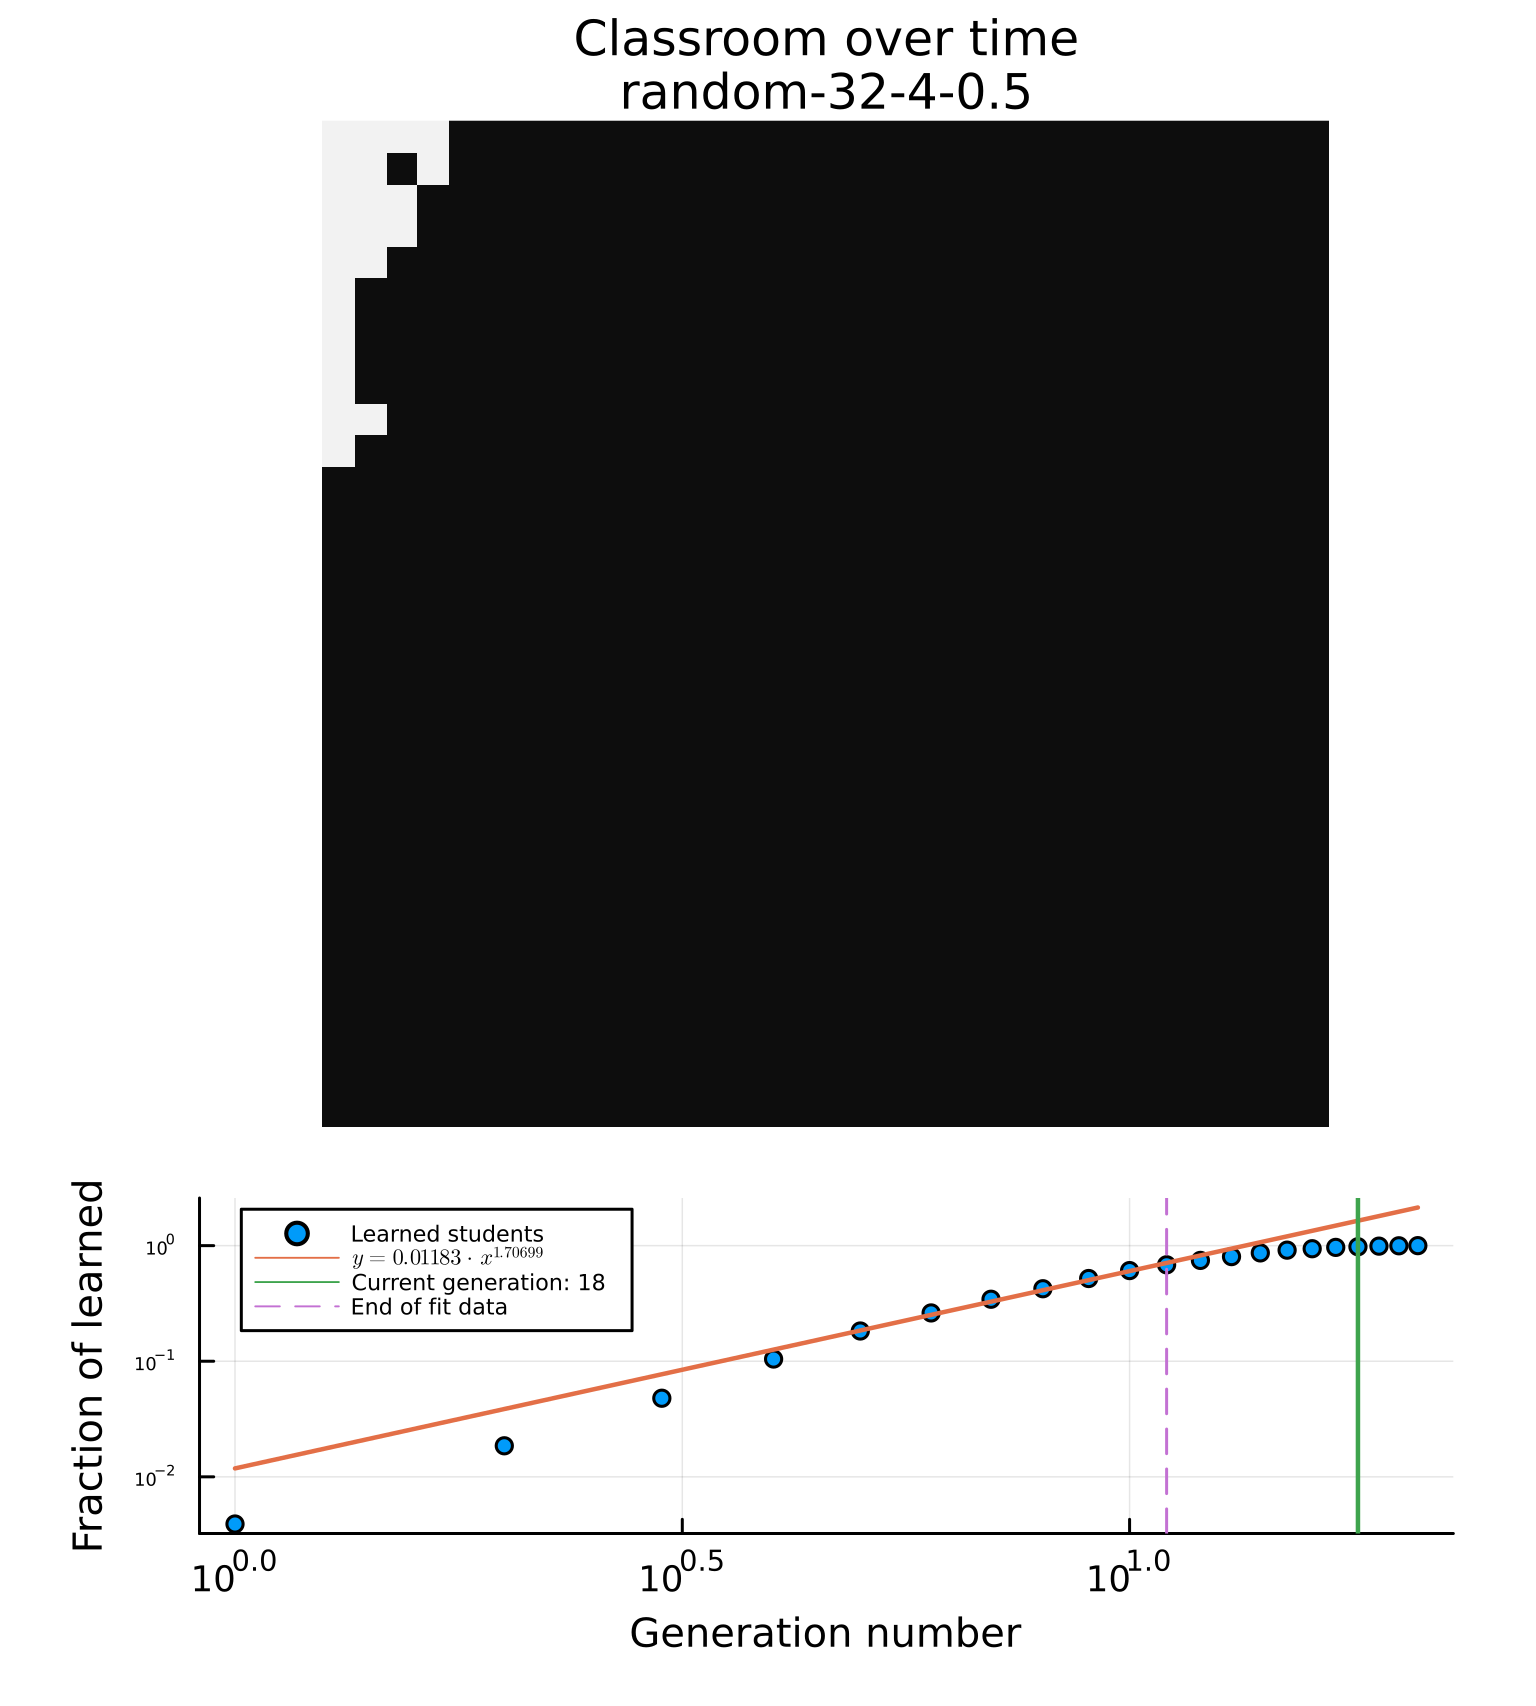 Classroom over time
random-32-4-0.5
Fraction of learned
10⁰
10⁻¹
10⁻²
Learned students
y = 0.01183 · x^1.70699
Current generation: 18
End of fit data
10^0.0
10^0.5
10^1.0
Generation number